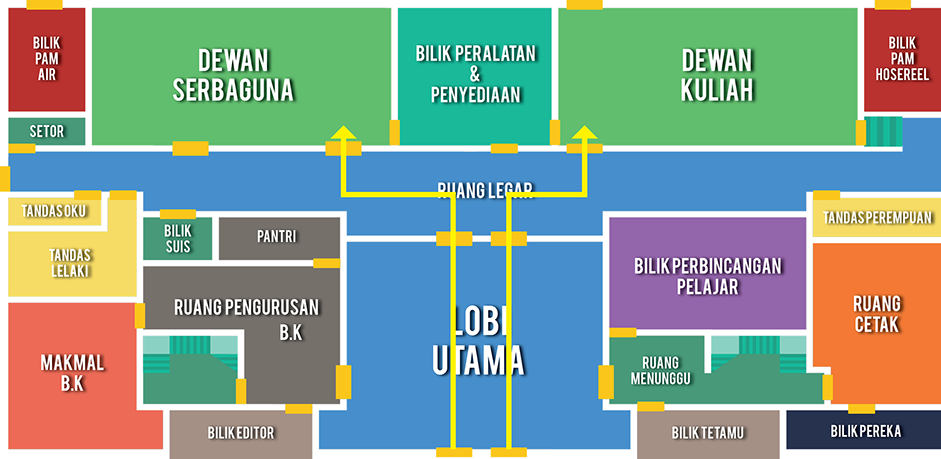 BILIK
PAM
AIR
DEWAN
SERBAGUNA
BILIK PERALATAN
&
PENYEDIAAN
DEWAN
KULIAH
BILIK
PAM
HOSEREEL
SETOR
RUANG LEGAR
TANDAS OKU
TANDAS
LELAKI
BILIK
SUIS
PANTRI
TANDAS PEREMPUAN
BILIK PERBINCANGAN
PELAJAR
RUANG PENGURUSAN
B.K
LOBI
UTAMA
RUANG
CETAK
MAKMAL
B.K
RUANG
MENUNGGU
BILIK EDITOR
BILIK TETAMU
BILIK PEREKA